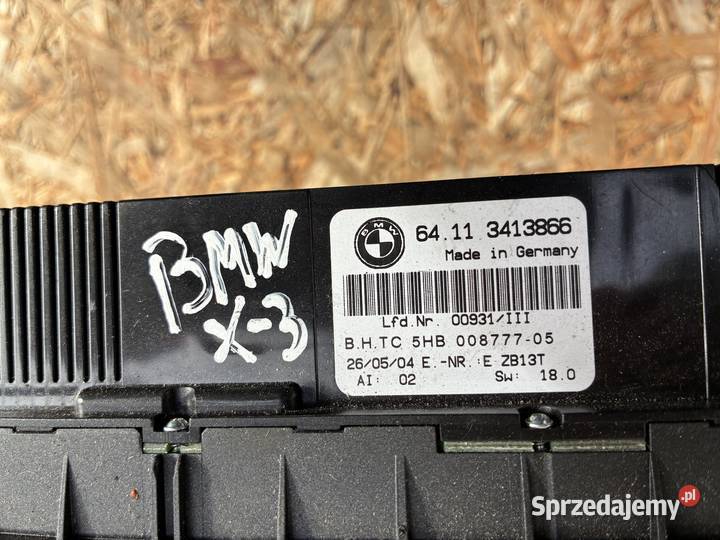 BMW
X-3
BMW
64.11 3413866
Made in Germany
Lfd.Nr. 00931/III
B.H.TC 5HB 008777-05
26/05/04 E.-NR.:E ZB13T
AI: 02 SW: 18.0
Sprzedajemy.pl